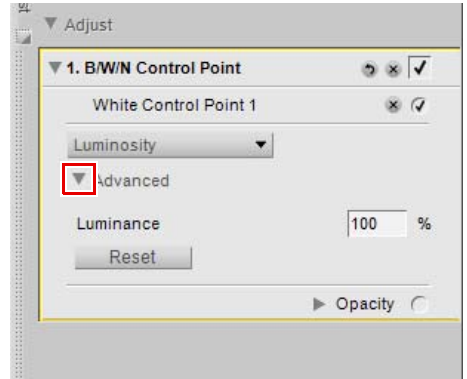 Adjust
1. B/W/N Control Point
White Control Point 1
Luminosity
Advanced
Luminance 100 %
Reset
Opacity